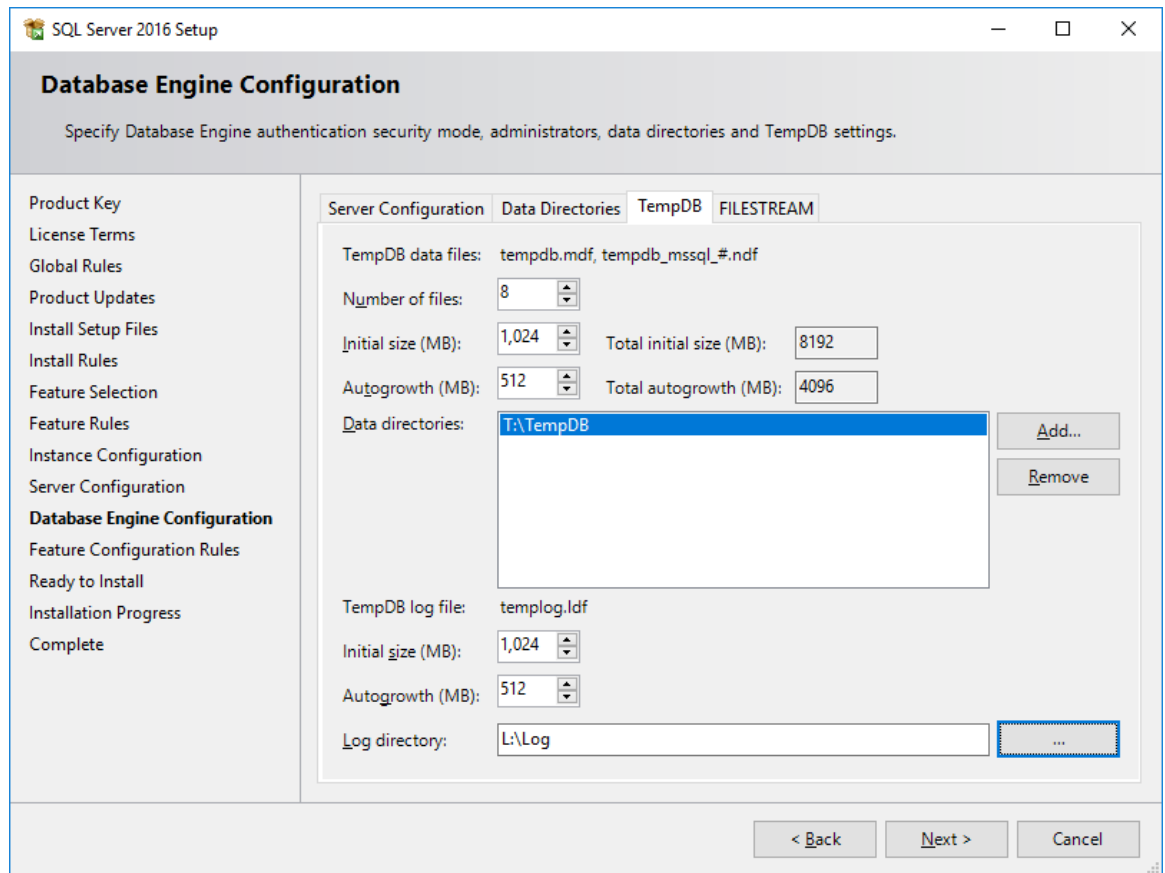 SQL Server 2016 Setup
Database Engine Configuration
Specify Database Engine authentication security mode, administrators, data directories and TempDB settings.
Product Key
License Terms
Global Rules
Product Updates
Install Setup Files
Install Rules
Feature Selection
Feature Rules
Instance Configuration
Server Configuration
Database Engine Configuration
Feature Configuration Rules
Ready to Install
Installation Progress
Complete
Server Configuration Data Directories TempDB FILESTREAM
TempDB data files: tempdb.mdf, tempdb_mssql_#.ndf
Number of files: 8
Initial size (MB): 1,024 Total initial size (MB): 8192
Autogrowth (MB): 512 Total autogrowth (MB): 4096
Data directories: T:\TempDB Add...
Remove
TempDB log file: templog.ldf
Initial size (MB): 1,024
Autogrowth (MB): 512
Log directory: L:\Log ...
< Back Next > Cancel